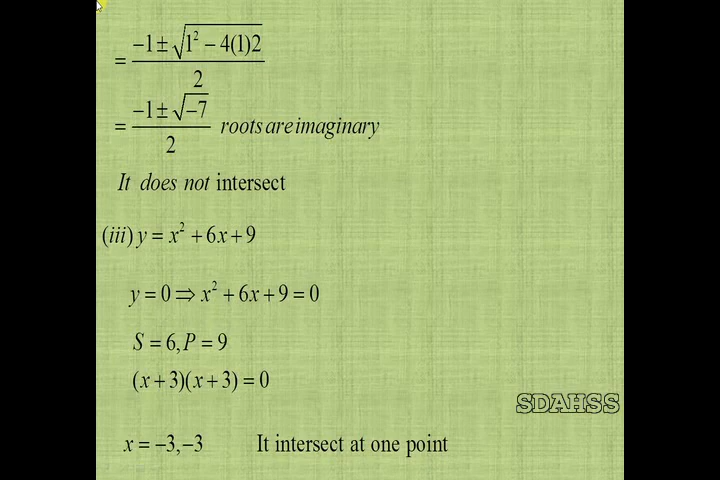 = (−1 ± √(1² − 4(1)2)) / 2
= (−1 ± √−7) / 2 roots are imaginary
It does not intersect
(iii) y = x² + 6x + 9
y = 0 ⇒ x² + 6x + 9 = 0
S = 6, P = 9
(x + 3)(x + 3) = 0
SDAHSS
x = −3, −3 It intersect at one point